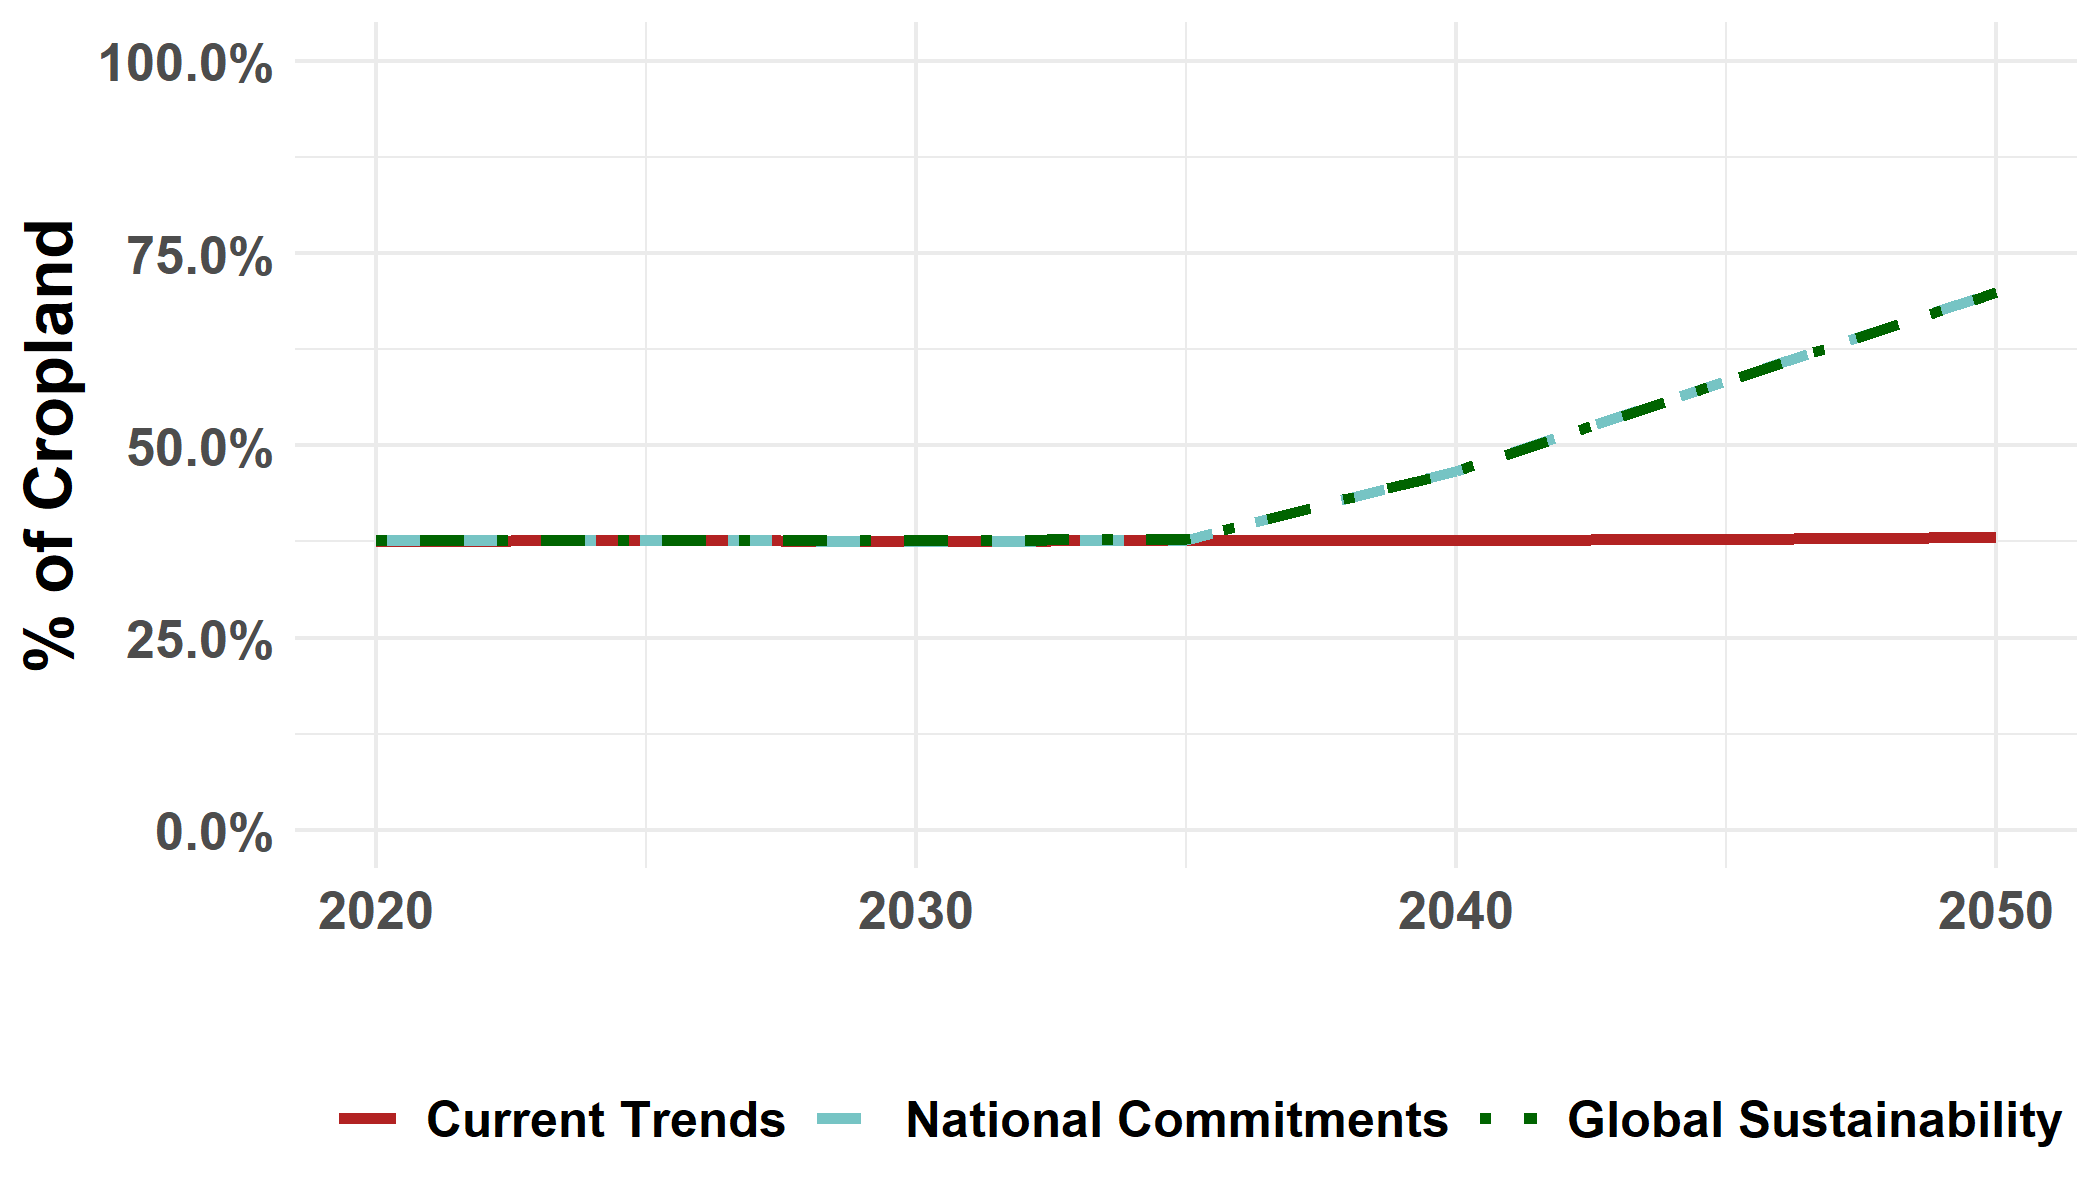 % of Cropland
100.0%
75.0%
50.0%
25.0%
0.0%
2020 2030 2040 2050
Current Trends National Commitments Global Sustainability